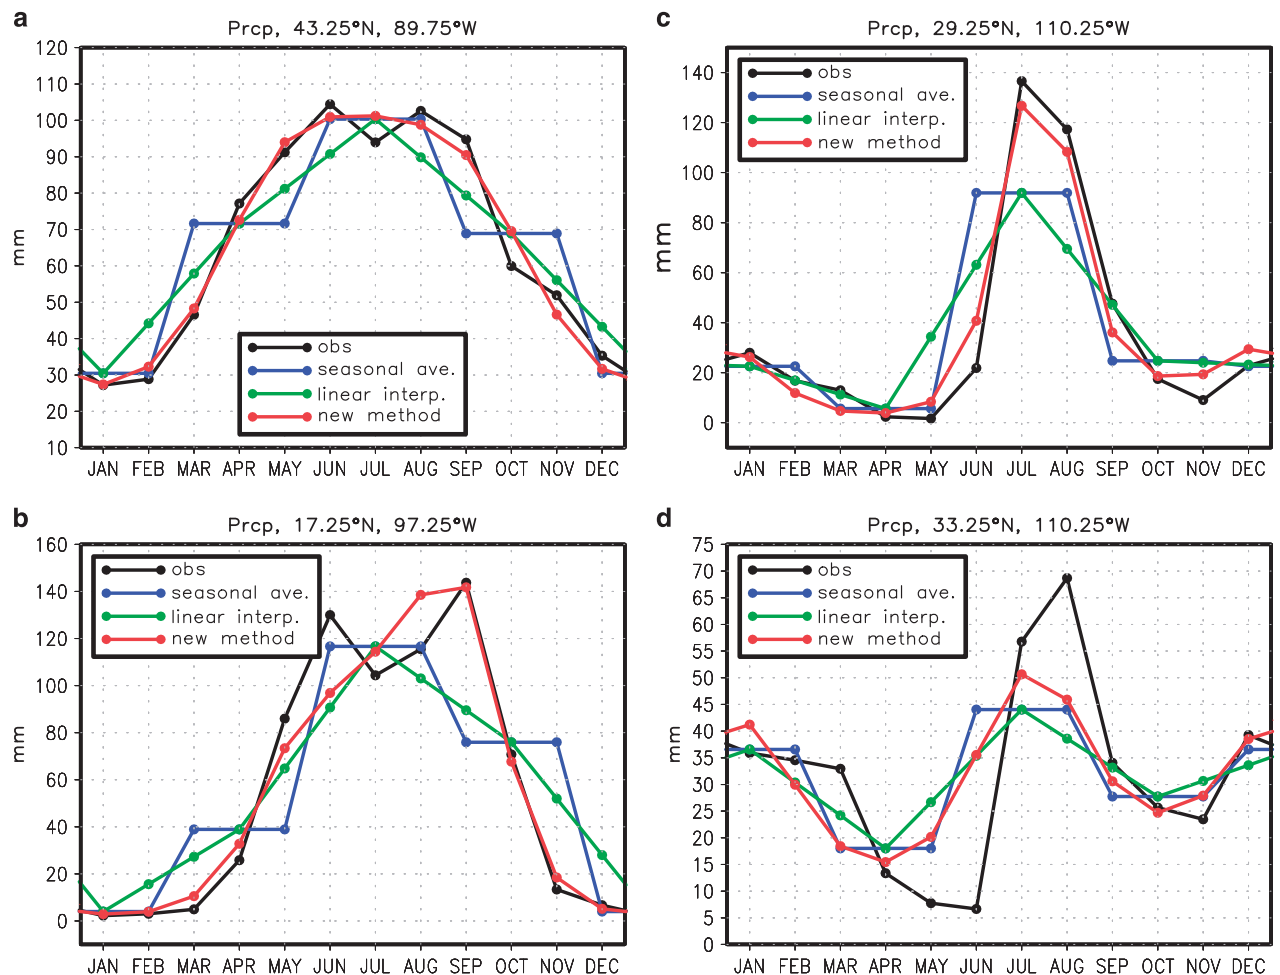 a
Prcp, 43.25°N, 89.75°W
120
110
100
90
80
70
60
50
40
30
20
10
mm
obs
seasonal ave.
linear interp.
new method
JAN FEB MAR APR MAY JUN JUL AUG SEP OCT NOV DEC
b
Prcp, 17.25°N, 97.25°W
160
140
120
100
80
60
40
20
0
mm
obs
seasonal ave.
linear interp.
new method
JAN FEB MAR APR MAY JUN JUL AUG SEP OCT NOV DEC
c
Prcp, 29.25°N, 110.25°W
140
120
100
80
60
40
20
0
mm
obs
seasonal ave.
linear interp.
new method
JAN FEB MAR APR MAY JUN JUL AUG SEP OCT NOV DEC
d
Prcp, 33.25°N, 110.25°W
75
70
65
60
55
50
45
40
35
30
25
20
15
10
5
0
mm
obs
seasonal ave.
linear interp.
new method
JAN FEB MAR APR MAY JUN JUL AUG SEP OCT NOV DEC